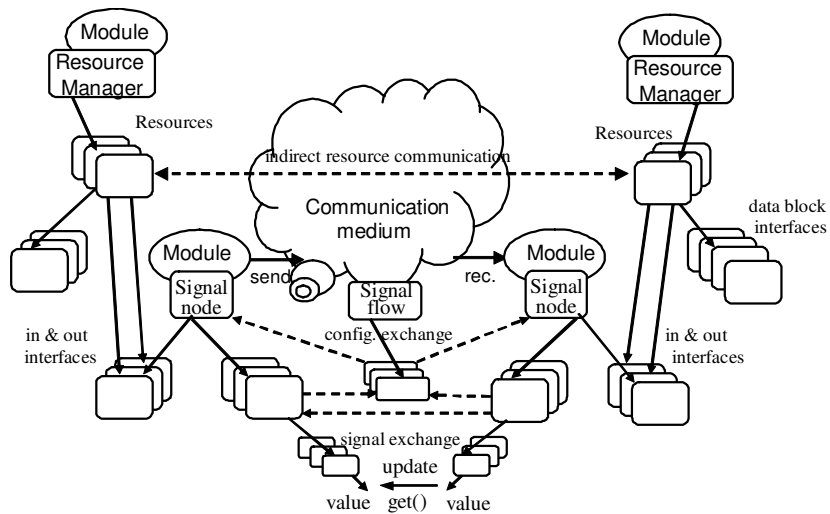 Module
Resource
Manager
Module
Resource
Manager
Resources
Resources
indirect resource communication
Communication
medium
data block
interfaces
Module
send
rec.
Module
Signal
node
Signal
flow
Signal
node
config. exchange
in & out
interfaces
in & out
interfaces
signal exchange
update
value
get()
value